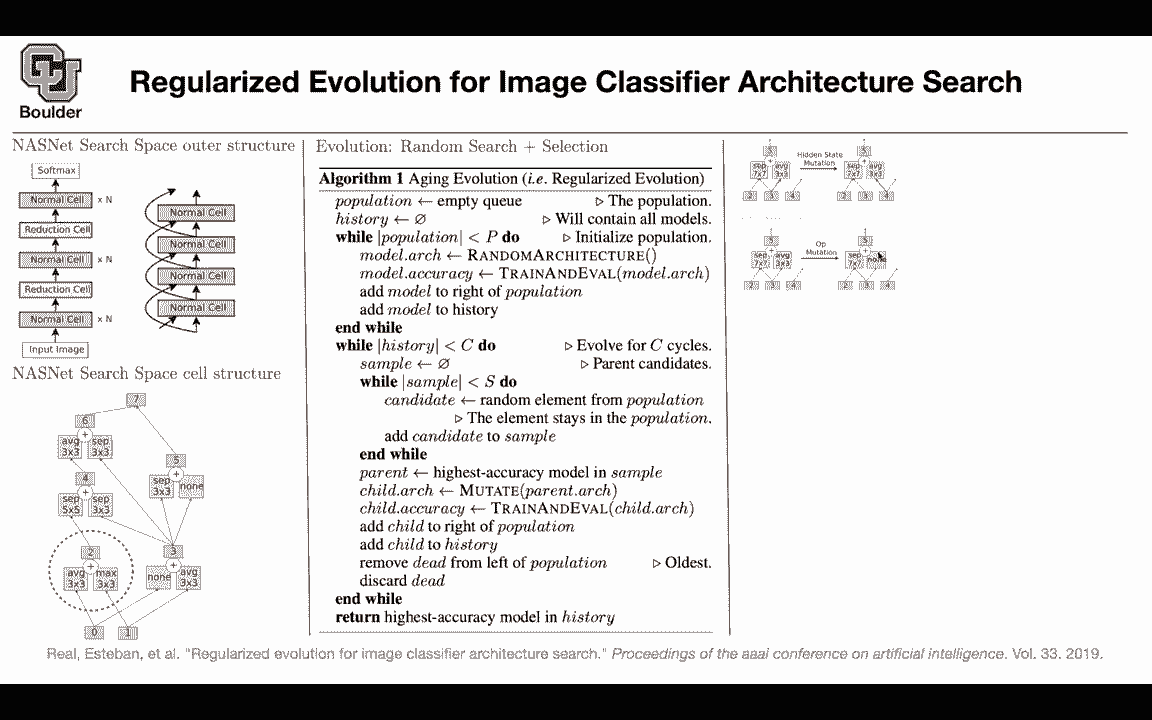 Boulder
Regularized Evolution for Image Classifier Architecture Search
NASNet Search Space outer structure
Softmax
Normal Cell x N
Reduction Cell
Normal Cell x N
Reduction Cell
Normal Cell x N
Input Image
Normal Cell
Normal Cell
Normal Cell
Normal Cell
NASNet Search Space cell structure
7
6
+
avg 3x3 sep 3x3
5
+
sep 3x3 none
4
+
sep 5x5 sep 3x3
2
+
avg 3x3 max 3x3
3
+
none avg 3x3
0 1
Evolution: Random Search + Selection
Algorithm 1 Aging Evolution (i.e. Regularized Evolution)
population ← empty queue ▷ The population.
history ← ∅ ▷ Will contain all models.
while |population| < P do ▷ Initialize population.
model.arch ← RANDOMARCHITECTURE()
model.accuracy ← TRAINANDEVAL(model.arch)
add model to right of population
add model to history
end while
while |history| < C do ▷ Evolve for C cycles.
sample ← ∅ ▷ Parent candidates.
while |sample| < S do
candidate ← random element from population
▷ The element stays in the population.
add candidate to sample
end while
parent ← highest-accuracy model in sample
child.arch ← MUTATE(parent.arch)
child.accuracy ← TRAINANDEVAL(child.arch)
add child to right of population
add child to history
remove dead from left of population ▷ Oldest.
discard dead
end while
return highest-accuracy model in history
5
+
sep 7x7 avg 3x3
2 3 4
Hidden State
Mutation
5
+
sep 7x7 avg 3x3
2 3 4
5
+
sep 7x7 avg 3x3
2 3 4
Op
Mutation
5
+
sep 7x7 none
2 3 4
Real, Esteban, et al. "Regularized evolution for image classifier architecture search." Proceedings of the aaai conference on artificial intelligence. Vol. 33. 2019.